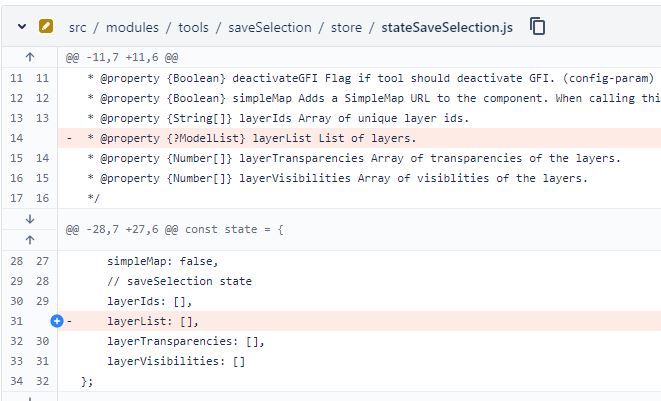 src / modules / tools / saveSelection / store / stateSaveSelection.js
@@ -11,7 +11,6 @@
11 11 * @property {Boolean} deactivateGFI Flag if tool should deactivate GFI. (config-param)
12 12 * @property {Boolean} simpleMap Adds a SimpleMap URL to the component. When calling thi
13 13 * @property {String[]} layerIds Array of unique layer ids.
14 - * @property {?ModelList} layerList List of layers.
15 14 * @property {Number[]} layerTransparencies Array of transparencies of the layers.
16 15 * @property {Number[]} layerVisibilities Array of visiblities of the layers.
17 16 */
@@ -28,7 +27,6 @@ const state = {
28 27 simpleMap: false,
29 28 // saveSelection state
30 29 layerIds: [],
31 - layerList: [],
32 30 layerTransparencies: [],
33 31 layerVisibilities: []
34 32 };